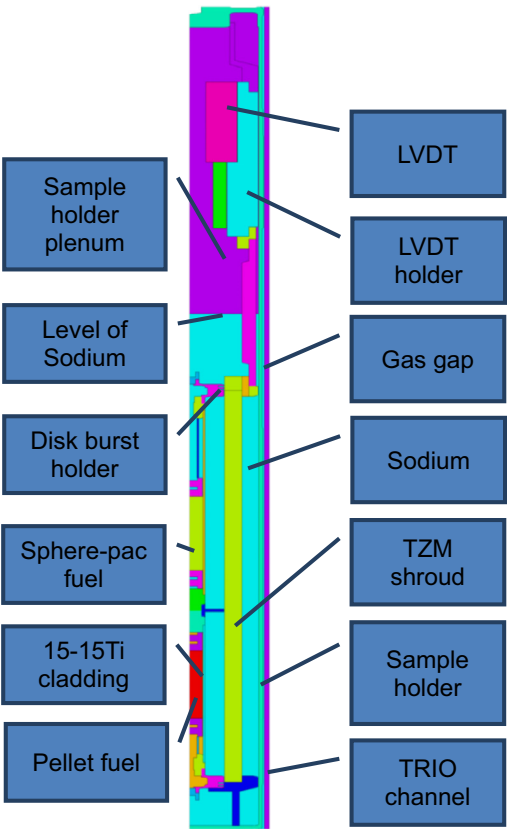 LVDT
Sample
holder
plenum
LVDT
holder
Level of
Sodium
Gas gap
Disk burst
holder
Sodium
Sphere-pac
fuel
TZM
shroud
15-15Ti
cladding
Sample
holder
Pellet fuel
TRIO
channel